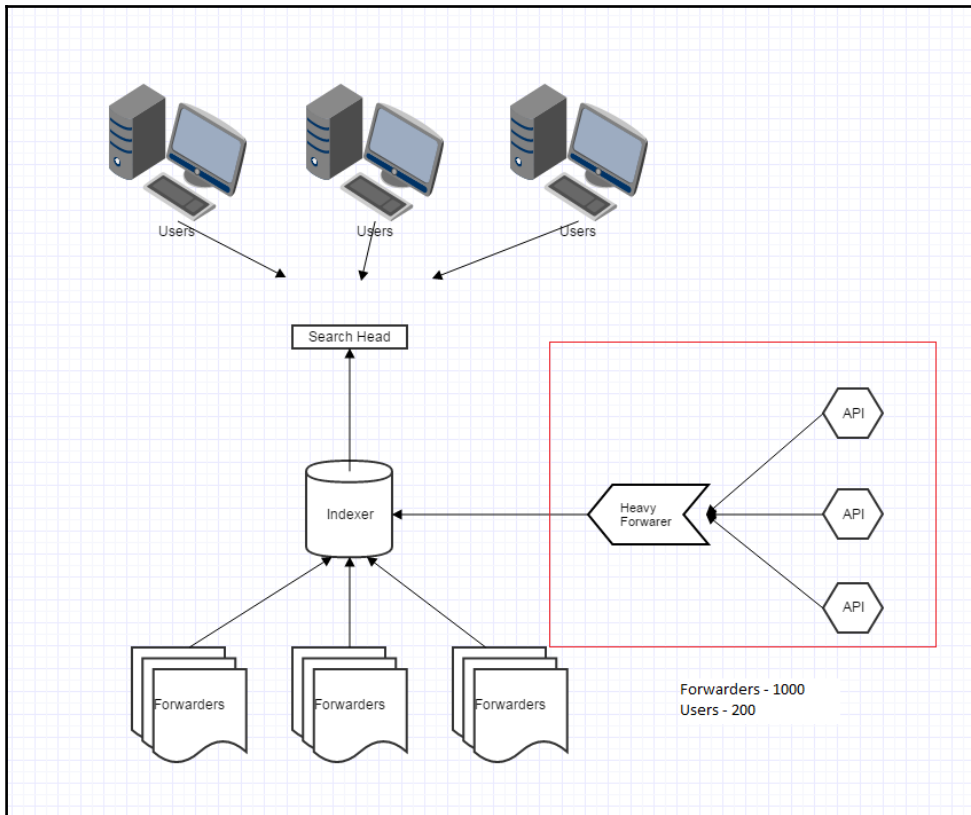 Users
Users
Users
Search Head
API
Indexer
Heavy
Forwarer
API
API
Forwarders
Forwarders
Forwarders
Forwarders - 1000
Users - 200